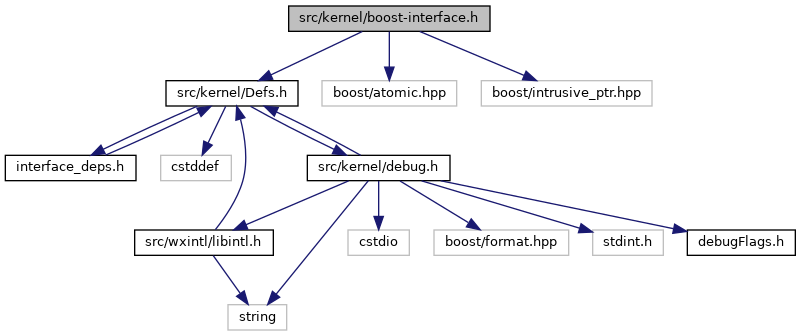 src/kernel/boost-interface.h
src/kernel/Defs.h
boost/atomic.hpp
boost/intrusive_ptr.hpp
interface_deps.h
cstddef
src/kernel/debug.h
src/wxintl/libintl.h
cstdio
boost/format.hpp
stdint.h
debugFlags.h
string